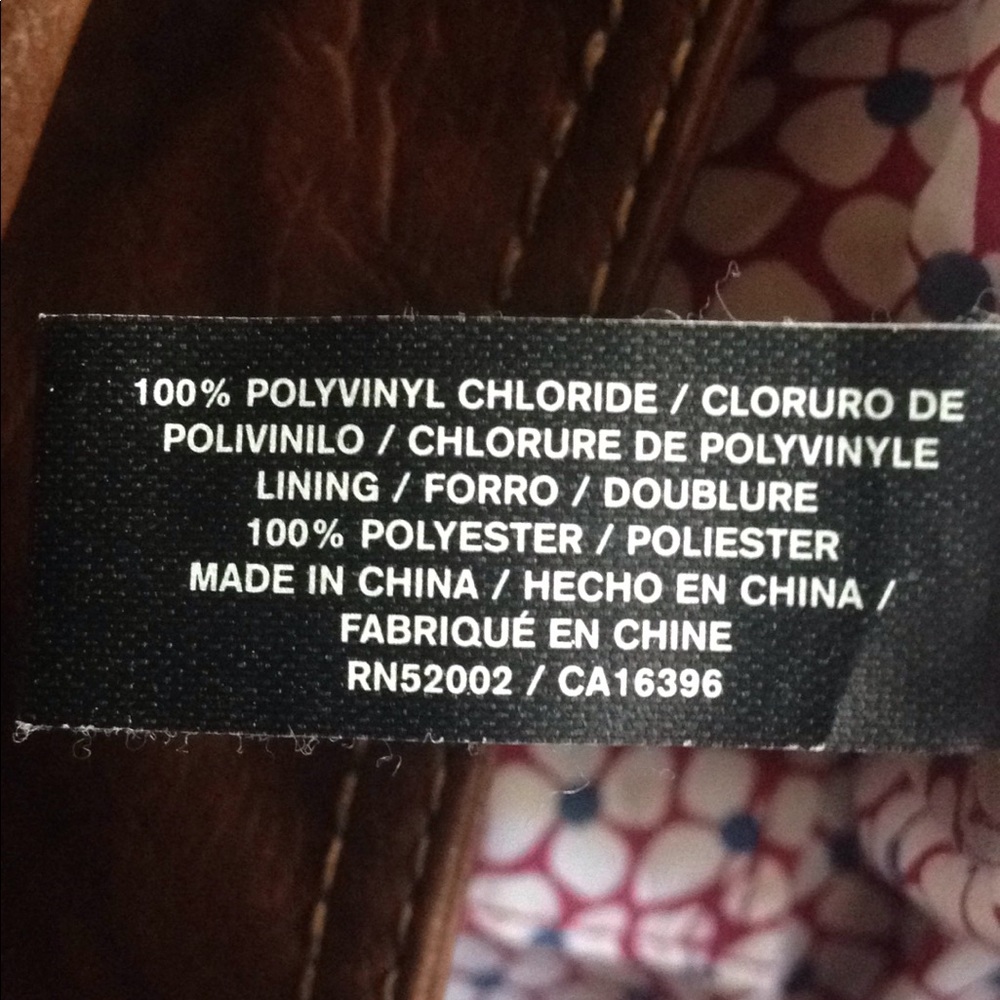 100% POLYVINYL CHLORIDE / CLORURO DE
POLIVINILO / CHLORURE DE POLYVINYLE
LINING / FORRO / DOUBLURE
100% POLYESTER / POLIESTER
MADE IN CHINA / HECHO EN CHINA /
FABRIQUÉ EN CHINE
RN52002 / CA16396